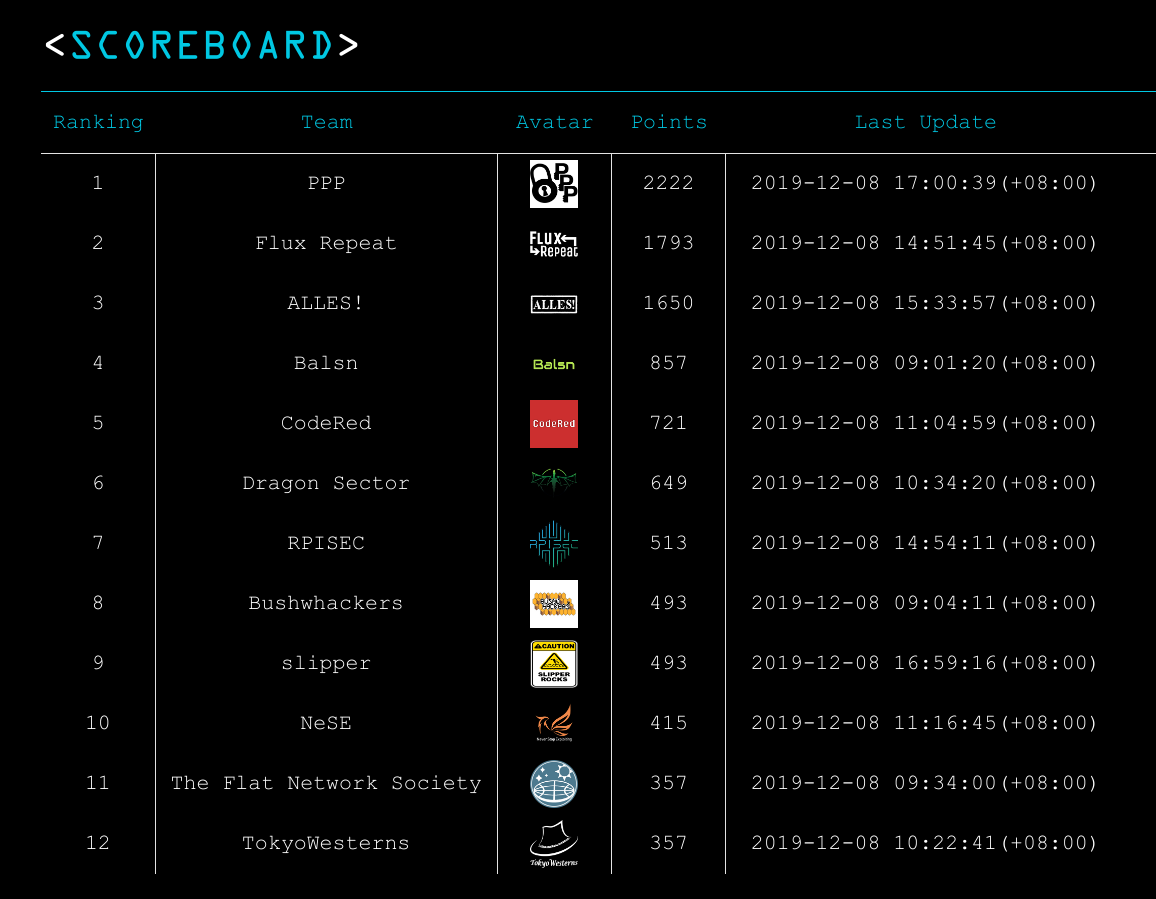 <SCOREBOARD>
Ranking Team Avatar Points Last Update
1 PPP PPP 2222 2019-12-08 17:00:39(+08:00)
2 Flux Repeat FLUX REPEAT 1793 2019-12-08 14:51:45(+08:00)
3 ALLES! ALLES! 1650 2019-12-08 15:33:57(+08:00)
4 Balsn Balsn 857 2019-12-08 09:01:20(+08:00)
5 CodeRed CodeRed 721 2019-12-08 11:04:59(+08:00)
6 Dragon Sector 649 2019-12-08 10:34:20(+08:00)
7 RPISEC RPISEC 513 2019-12-08 14:54:11(+08:00)
8 Bushwhackers 493 2019-12-08 09:04:11(+08:00)
9 slipper CAUTION SLIPPER ROCKS 493 2019-12-08 16:59:16(+08:00)
10 NeSE Never Stop Exploiting 415 2019-12-08 11:16:45(+08:00)
11 The Flat Network Society 357 2019-12-08 09:34:00(+08:00)
12 TokyoWesterns TokyoWesterns 357 2019-12-08 10:22:41(+08:00)